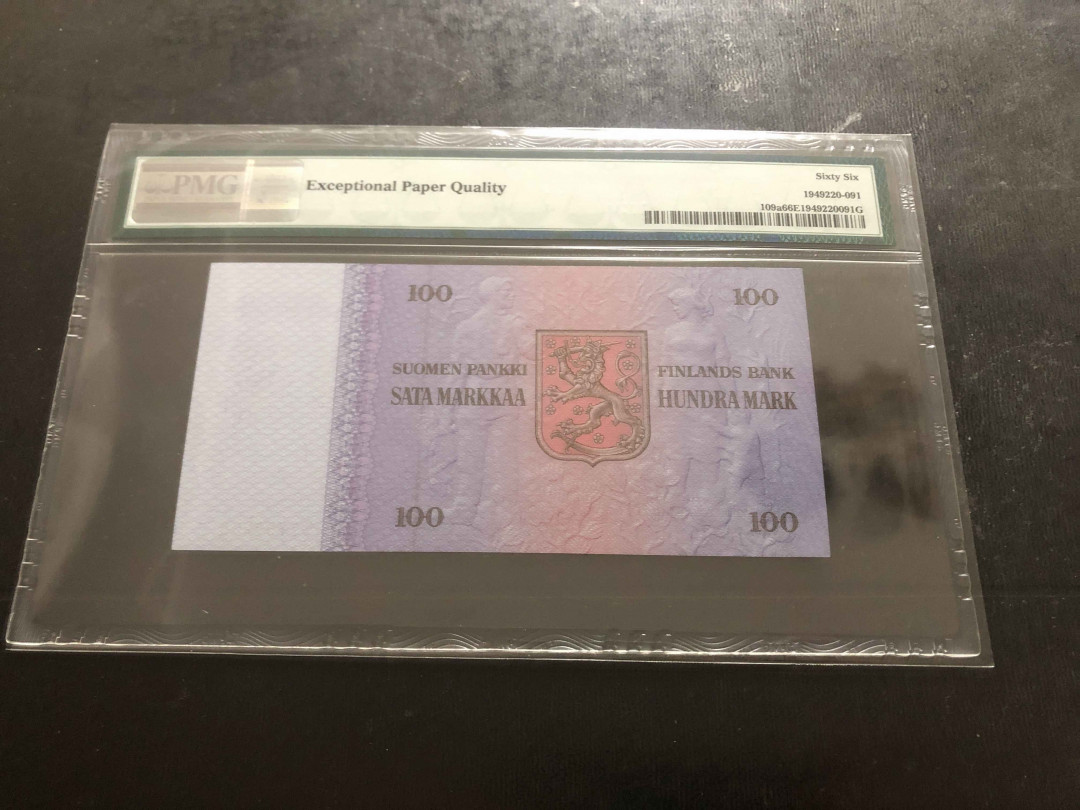 PMG
Exceptional Paper Quality
Sixty Six
1949220-091
109a66E1949220091G
100
100
SUOMEN PANKKI
SATA MARKKAA
FINLANDS BANK
HUNDRA MARK
100
100